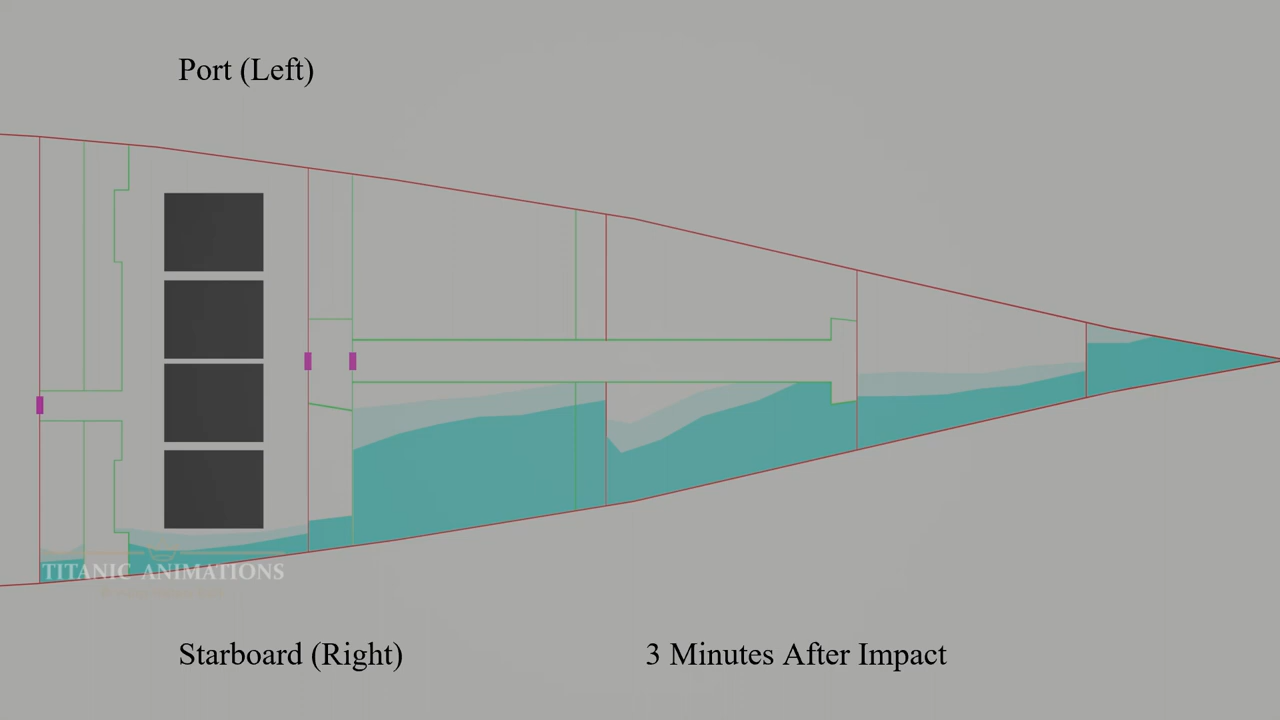 Port (Left)
TITANIC ANIMATIONS
Starboard (Right)
3 Minutes After Impact